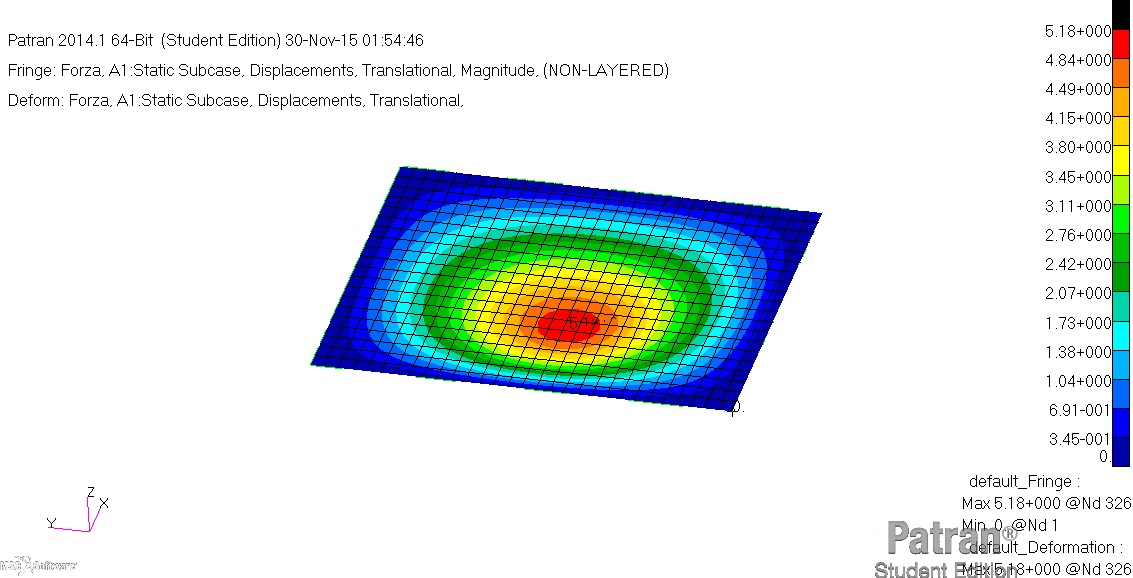 Patran 2014.1 64-Bit (Student Edition) 30-Nov-15 01:54:46
Fringe: Forza, A1:Static Subcase, Displacements, Translational, Magnitude, (NON-LAYERED)
Deform: Forza, A1:Static Subcase, Displacements, Translational,
5.18+000
4.84+000
4.49+000
4.15+000
3.80+000
3.45+000
3.11+000
2.76+000
2.42+000
2.07+000
1.73+000
1.38+000
1.04+000
6.91-001
3.45-001
0.
0.
Z
X
Y
default_Fringe :
Max 5.18+000 @Nd 326
Min 0. @Nd 1
default_Deformation :
Max 5.18+000 @Nd 326
Patran®
Student Edition
Software